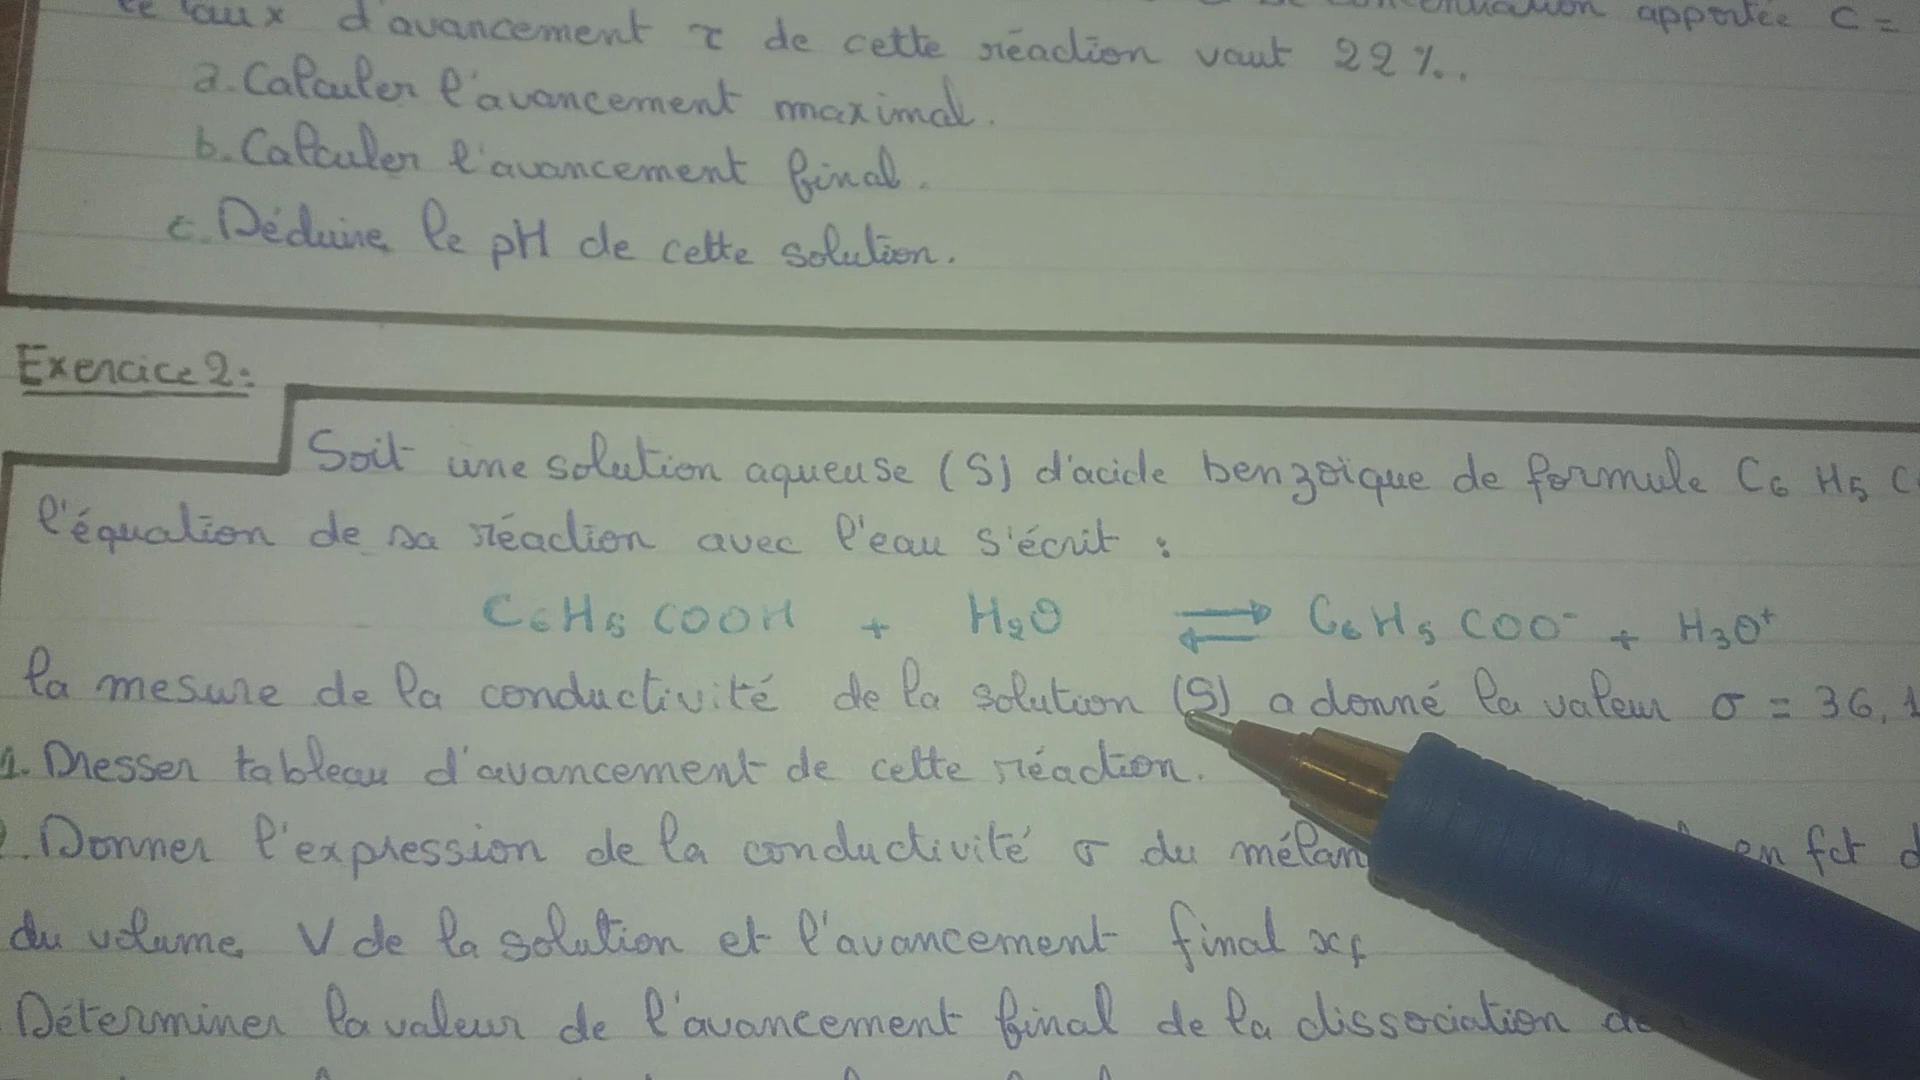 taux d'avancement τ de cette réaction vaut 22%..
apportée C =
a. Calculer l'avancement maximal.
b. Calculer l'avancement final.
c. Déduire le pH de cette solution.
Exercice 2:
Soit une solution aqueuse (S) d'acide benzoïque de formule C6 H5 C
l'équation de sa réaction avec l'eau s'écrit :
C6H5 COOH + H2O ⇌ C6H5 COO⁻ + H3O⁺
la mesure de la conductivité de la solution (S) a donné la valeur σ = 36,1
1. Dresser tableau d'avancement de cette réaction.
Donner l'expression de la conductivité σ du en fct d
du volume V de la solution et l'avancement final xf
Déterminer la valeur de l'avancement final de la dissociation de